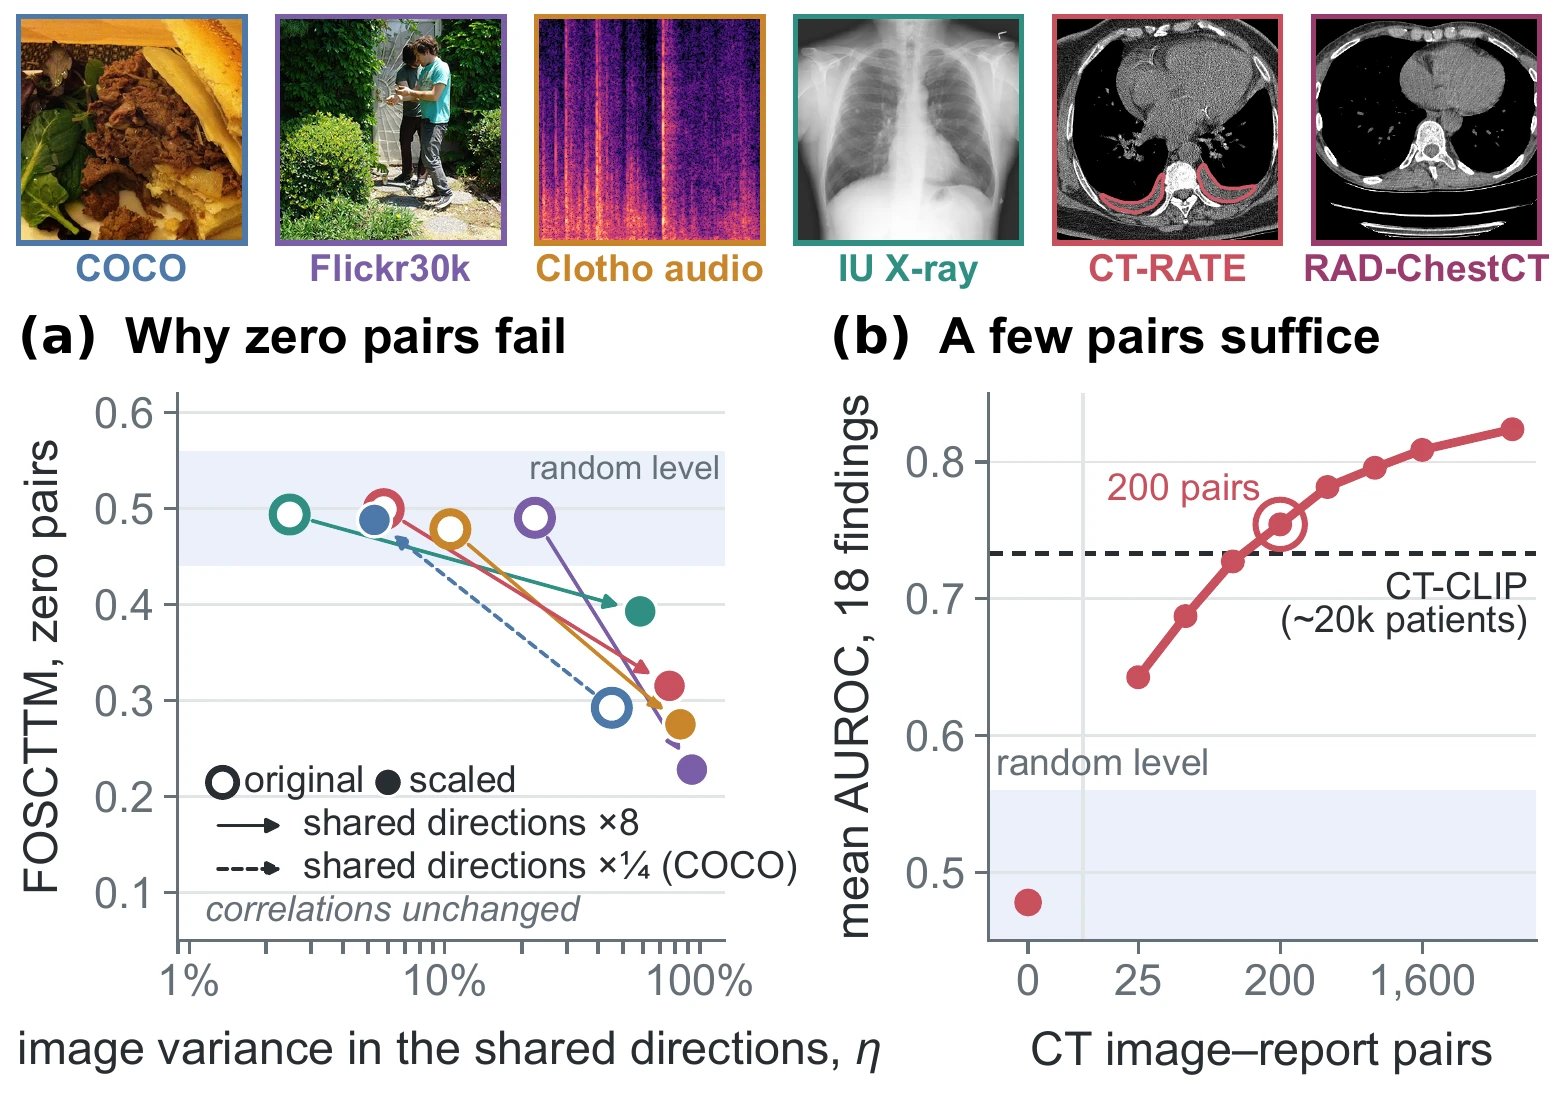 COCO
Flickr30k
Clotho audio
IU X-ray
CT-RATE
RAD-ChestCT
(a) Why zero pairs fail
FOSCTTM, zero pairs
0.6
0.5
0.4
0.3
0.2
0.1
random level
original
scaled
shared directions ×8
shared directions ×¼ (COCO)
correlations unchanged
1%
10%
100%
image variance in the shared directions, η
(b) A few pairs suffice
mean AUROC, 18 findings
0.8
0.7
0.6
0.5
200 pairs
CT-CLIP
(~20k patients)
random level
0
25
200
1,600
CT image–report pairs